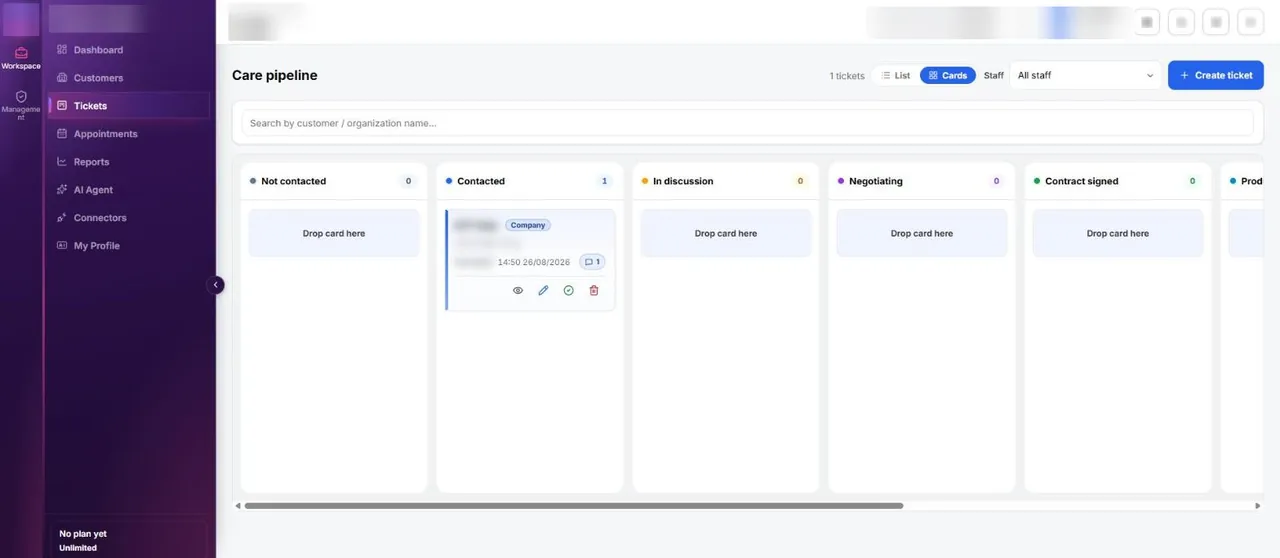 Workspace
Manageme
nt
Dashboard
Customers
Tickets
Appointments
Reports
AI Agent
Connectors
My Profile
No plan yet
Unlimited
Care pipeline
1 tickets
List
Cards
Staff
All staff
Create ticket
Search by customer / organization name...
Not contacted 0
Drop card here
Contacted 1
Company
14:50 26/08/2026
1
In discussion 0
Drop card here
Negotiating 0
Drop card here
Contract signed 0
Drop card here